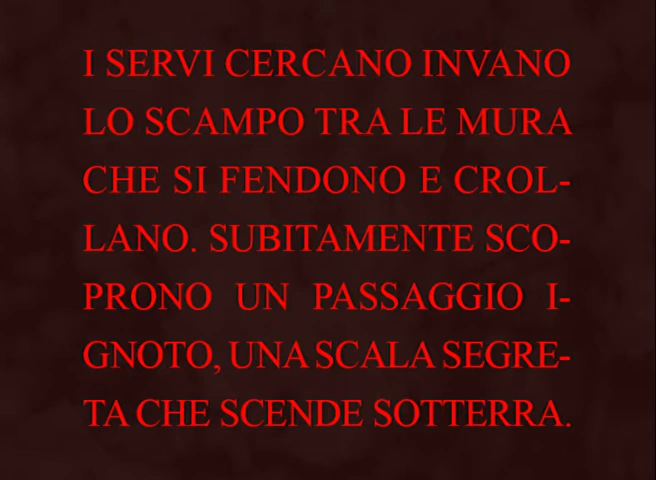 I SERVI CERCANO INVANO
LO SCAMPO TRA LE MURA
CHE SI FENDONO E CROL-
LANO. SUBITAMENTE SCO-
PRONO UN PASSAGGIO I-
GNOTO, UNA SCALA SEGRE-
TA CHE SCENDE SOTTERRA.